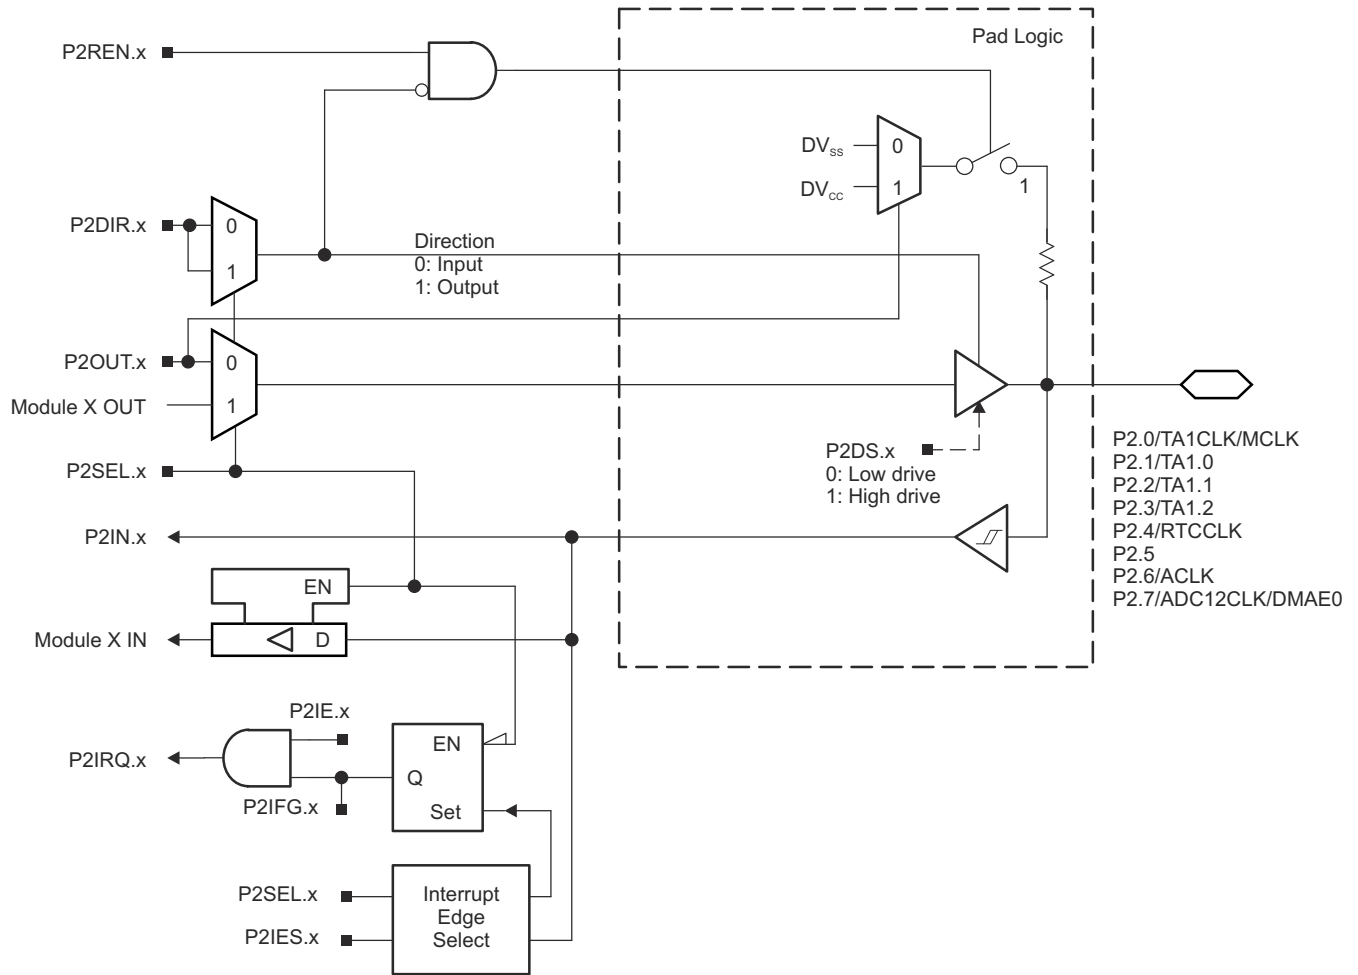 Pad Logic
P2REN.x
DVSS
0
DVCC
1
1
P2DIR.x
0
1
Direction
0: Input
1: Output
P2OUT.x
0
Module X OUT
1
P2SEL.x
P2DS.x
0: Low drive
1: High drive
P2.0/TA1CLK/MCLK
P2.1/TA1.0
P2.2/TA1.1
P2.3/TA1.2
P2.4/RTCCLK
P2.5
P2.6/ACLK
P2.7/ADC12CLK/DMAE0
P2IN.x
EN
Module X IN
D
P2IE.x
P2IRQ.x
P2IFG.x
EN
Q
Set
P2SEL.x
P2IES.x
Interrupt
Edge
Select